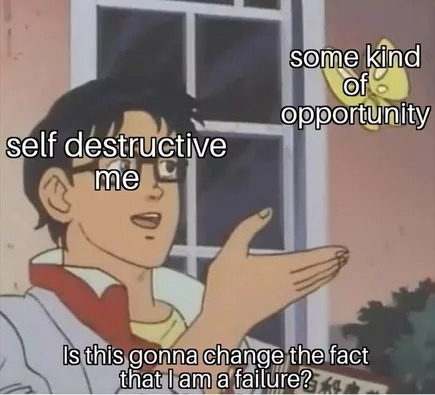 some kind
of
opportunity
self destructive
me
Is this gonna change the fact
that I am a failure?